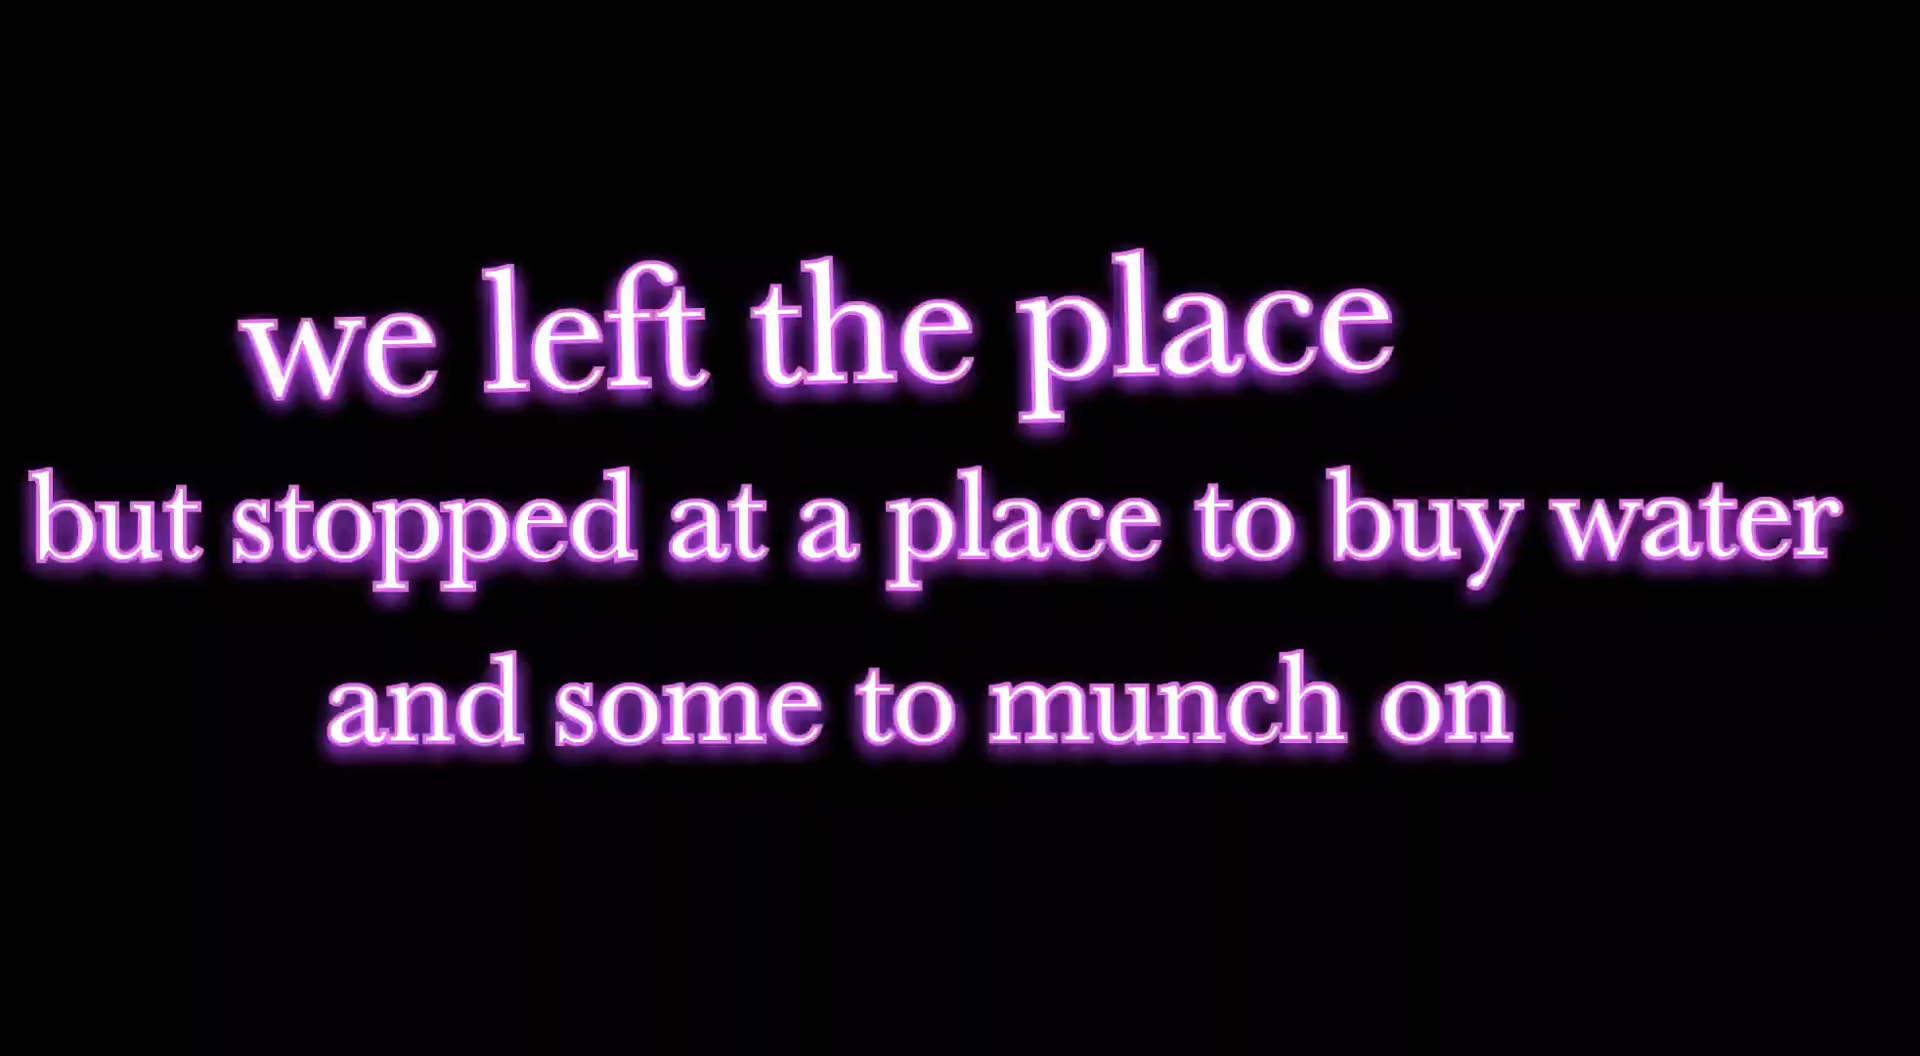 we left the place
but stopped at a place to buy water
and some to munch on